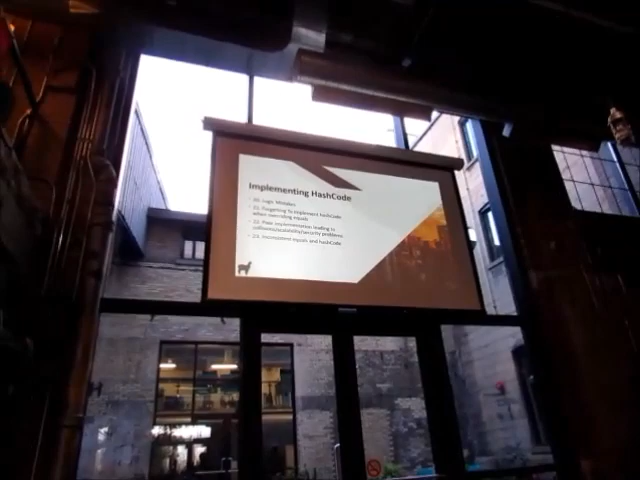 Implementing HashCode
20. Logic Mistakes
21. Forgetting to implement hashCode
when overriding equals
22. Poor implementation leading to
collisions/scalability/security problems
23. Inconsistent equals and hashCode